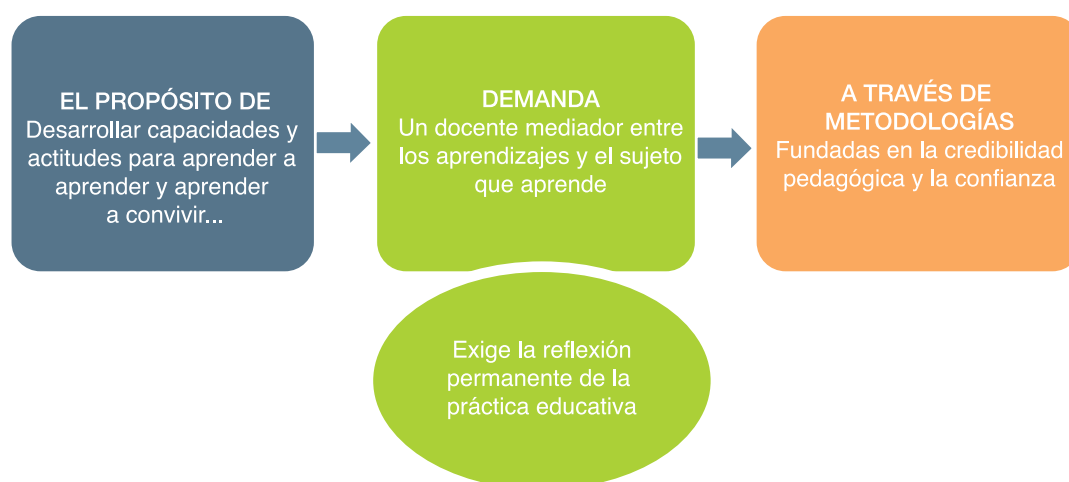 EL PROPÓSITO DE
Desarrollar capacidades y
actitudes para aprender a
aprender y aprender
a convivir...
DEMANDA
Un docente mediador entre
los aprendizajes y el sujeto
que aprende
A TRAVÉS DE
METODOLOGÍAS
Fundadas en la credibilidad
pedagógica y la confianza
Exige la reflexión
permanente de la
práctica educativa